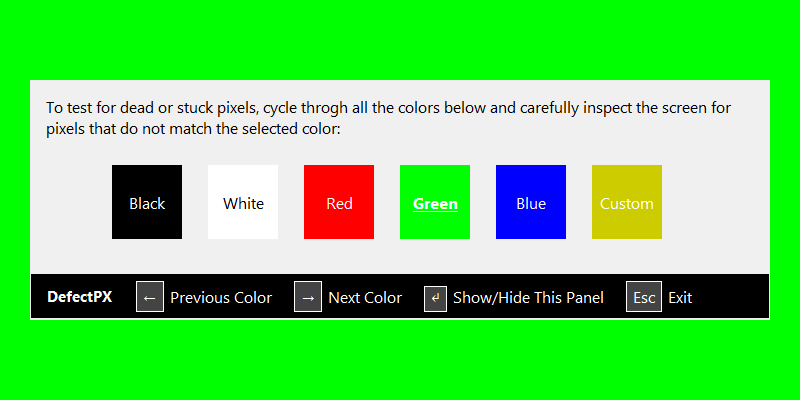 To test for dead or stuck pixels, cycle throgh all the colors below and carefully inspect the screen for
pixels that do not match the selected color:
Black White Red Green Blue Custom
DefectPX ← Previous Color → Next Color ↵ Show/Hide This Panel Esc Exit